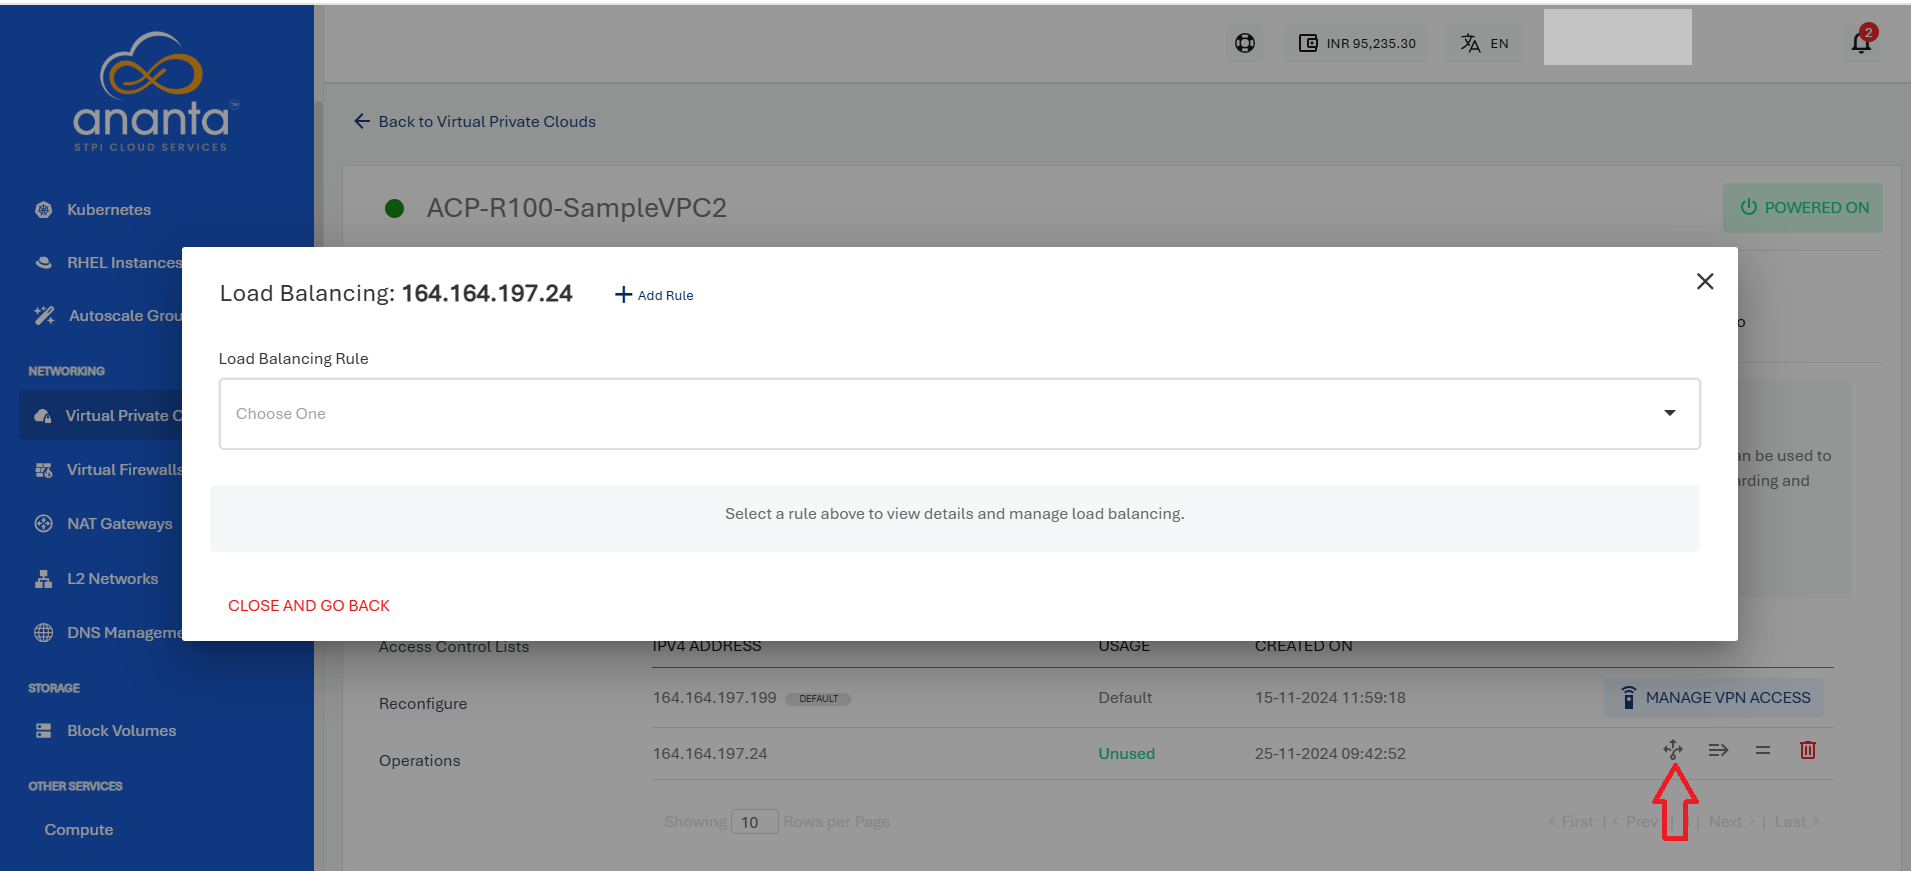 ananta™
STPI CLOUD SERVICES
INR 95,235.30
EN
2
Back to Virtual Private Clouds
ACP-R100-SampleVPC2
POWERED ON
Kubernetes
RHEL Instances
Autoscale Grou
NETWORKING
Virtual Private C
Virtual Firewalls
NAT Gateways
L2 Networks
DNS Manageme
STORAGE
Block Volumes
OTHER SERVICES
Compute
Load Balancing: 164.164.197.24
Add Rule
Load Balancing Rule
Choose One
Select a rule above to view details and manage load balancing.
CLOSE AND GO BACK
o
an be used to
arding and
Access Control Lists
Reconfigure
Operations
IPV4 ADDRESS USAGE CREATED ON
164.164.197.199 DEFAULT Default 15-11-2024 11:59:18 MANAGE VPN ACCESS
164.164.197.24 Unused 25-11-2024 09:42:52
Showing 10 Rows per Page
« First | < Prev | | Next > | Last »